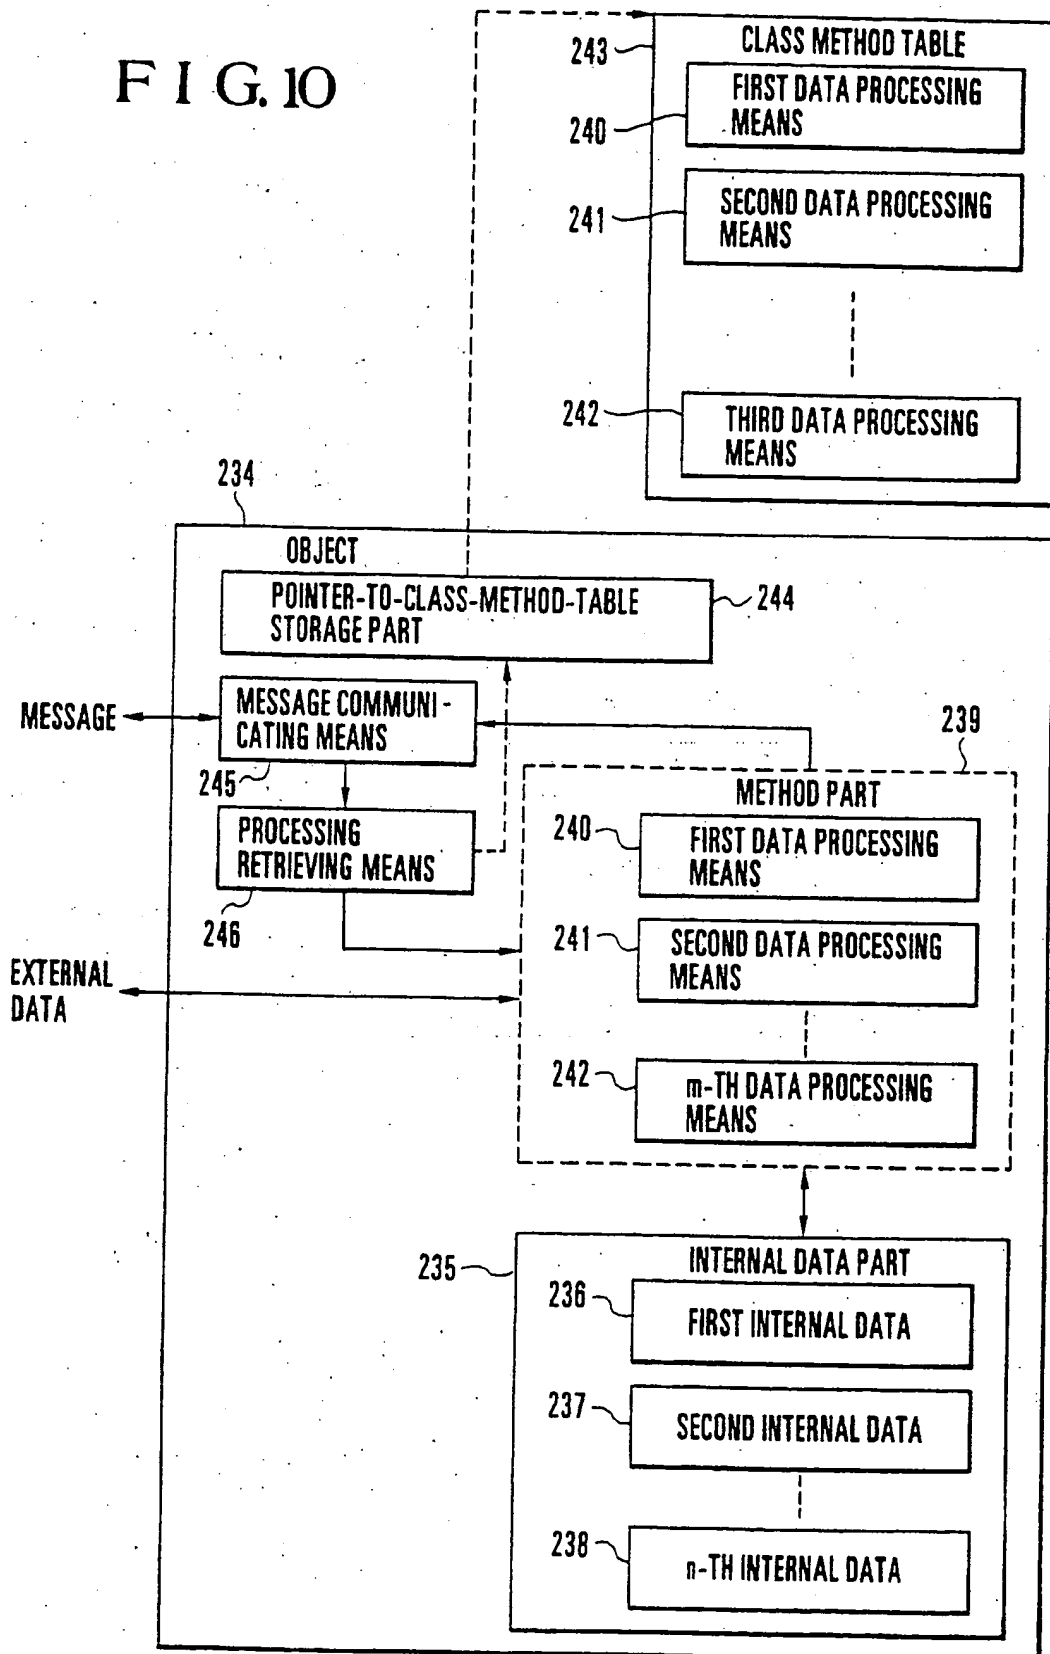 FIG. 10
243
CLASS METHOD TABLE
240
FIRST DATA PROCESSING
MEANS
241
SECOND DATA PROCESSING
MEANS
242
THIRD DATA PROCESSING
MEANS
234
OBJECT
POINTER-TO-CLASS-METHOD-TABLE
STORAGE PART
244
MESSAGE
MESSAGE COMMUNI-
CATING MEANS
245
PROCESSING
RETRIEVING MEANS
246
239
METHOD PART
240
FIRST DATA PROCESSING
MEANS
241
SECOND DATA PROCESSING
MEANS
EXTERNAL
DATA
242
m-TH DATA PROCESSING
MEANS
235
INTERNAL DATA PART
236
FIRST INTERNAL DATA
237
SECOND INTERNAL DATA
238
n-TH INTERNAL DATA